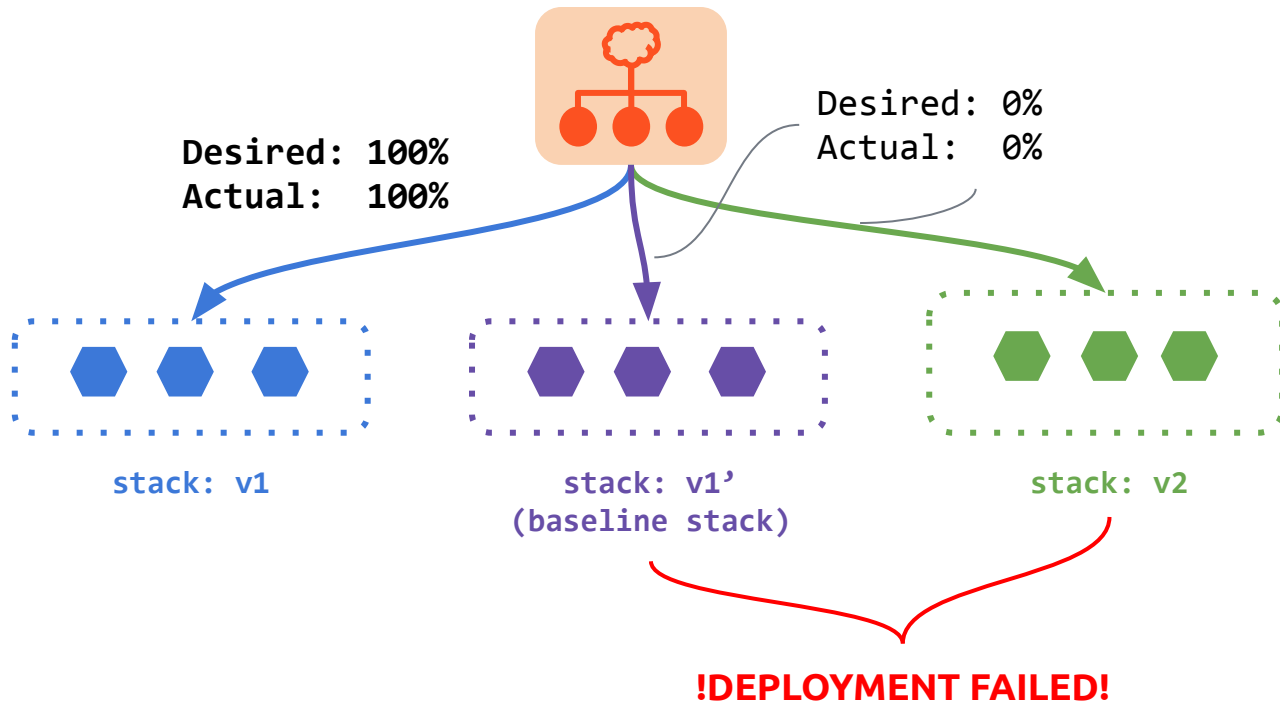 Desired: 0%
Actual:  0%
Desired: 100%
Actual:  100%
stack: v1
stack: v1’
(baseline stack)
stack: v2
!DEPLOYMENT FAILED!